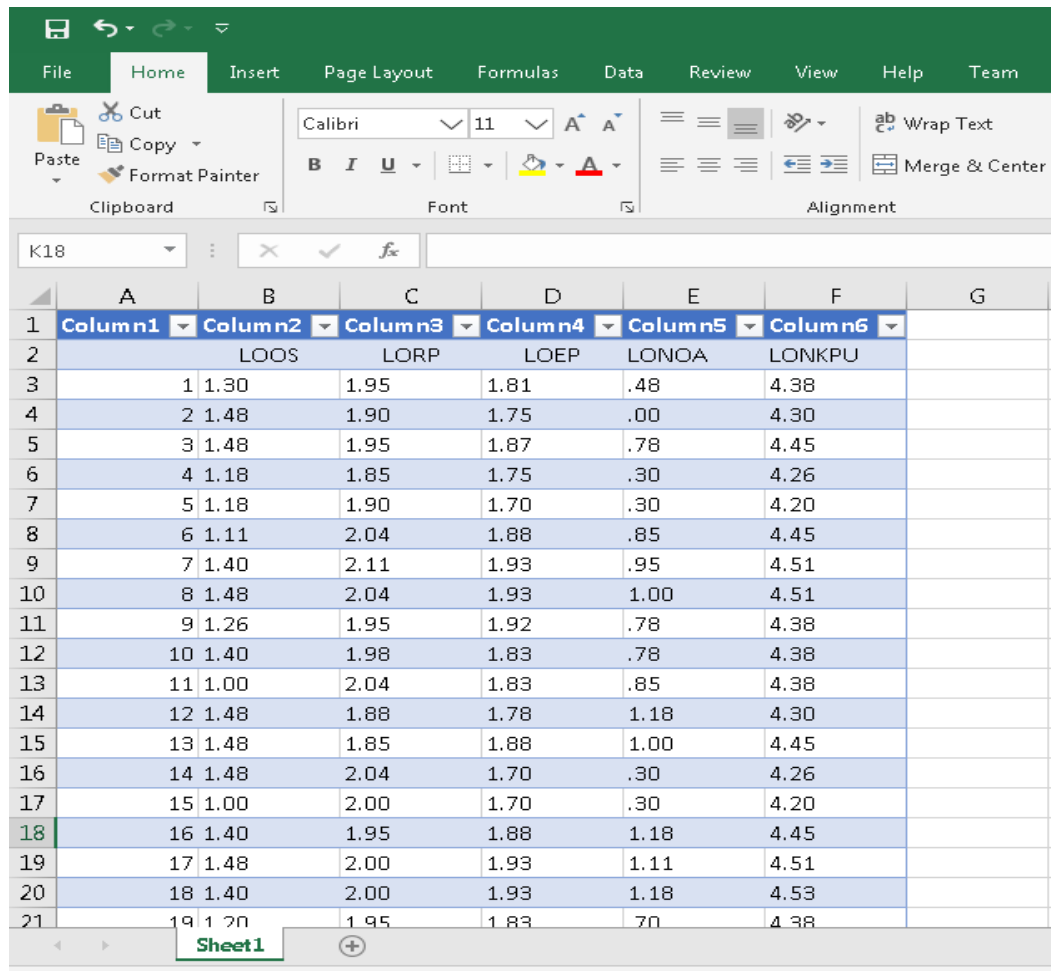 File Home Insert Page Layout Formulas Data Review View Help Team
Cut
Copy
Paste
Format Painter
Clipboard
Calibri 11 A A
B I U A
Font
ab Wrap Text
Merge & Center
Alignment
K18 fx
A B C D E F G
1 Column1 Column2 Column3 Column4 Column5 Column6
2 LOOS LORP LOEP LONOA LONKPU
3 1 1.30 1.95 1.81 .48 4.38
4 2 1.48 1.90 1.75 .00 4.30
5 3 1.48 1.95 1.87 .78 4.45
6 4 1.18 1.85 1.75 .30 4.26
7 5 1.18 1.90 1.70 .30 4.20
8 6 1.11 2.04 1.88 .85 4.45
9 7 1.40 2.11 1.93 .95 4.51
10 8 1.48 2.04 1.93 1.00 4.51
11 9 1.26 1.95 1.92 .78 4.38
12 10 1.40 1.98 1.83 .78 4.38
13 11 1.00 2.04 1.83 .85 4.38
14 12 1.48 1.88 1.78 1.18 4.30
15 13 1.48 1.85 1.88 1.00 4.45
16 14 1.48 2.04 1.70 .30 4.26
17 15 1.00 2.00 1.70 .30 4.20
18 16 1.40 1.95 1.88 1.18 4.45
19 17 1.48 2.00 1.93 1.11 4.51
20 18 1.40 2.00 1.93 1.18 4.53
21 19 1.20 1.95 1.83 .70 4.38
Sheet1